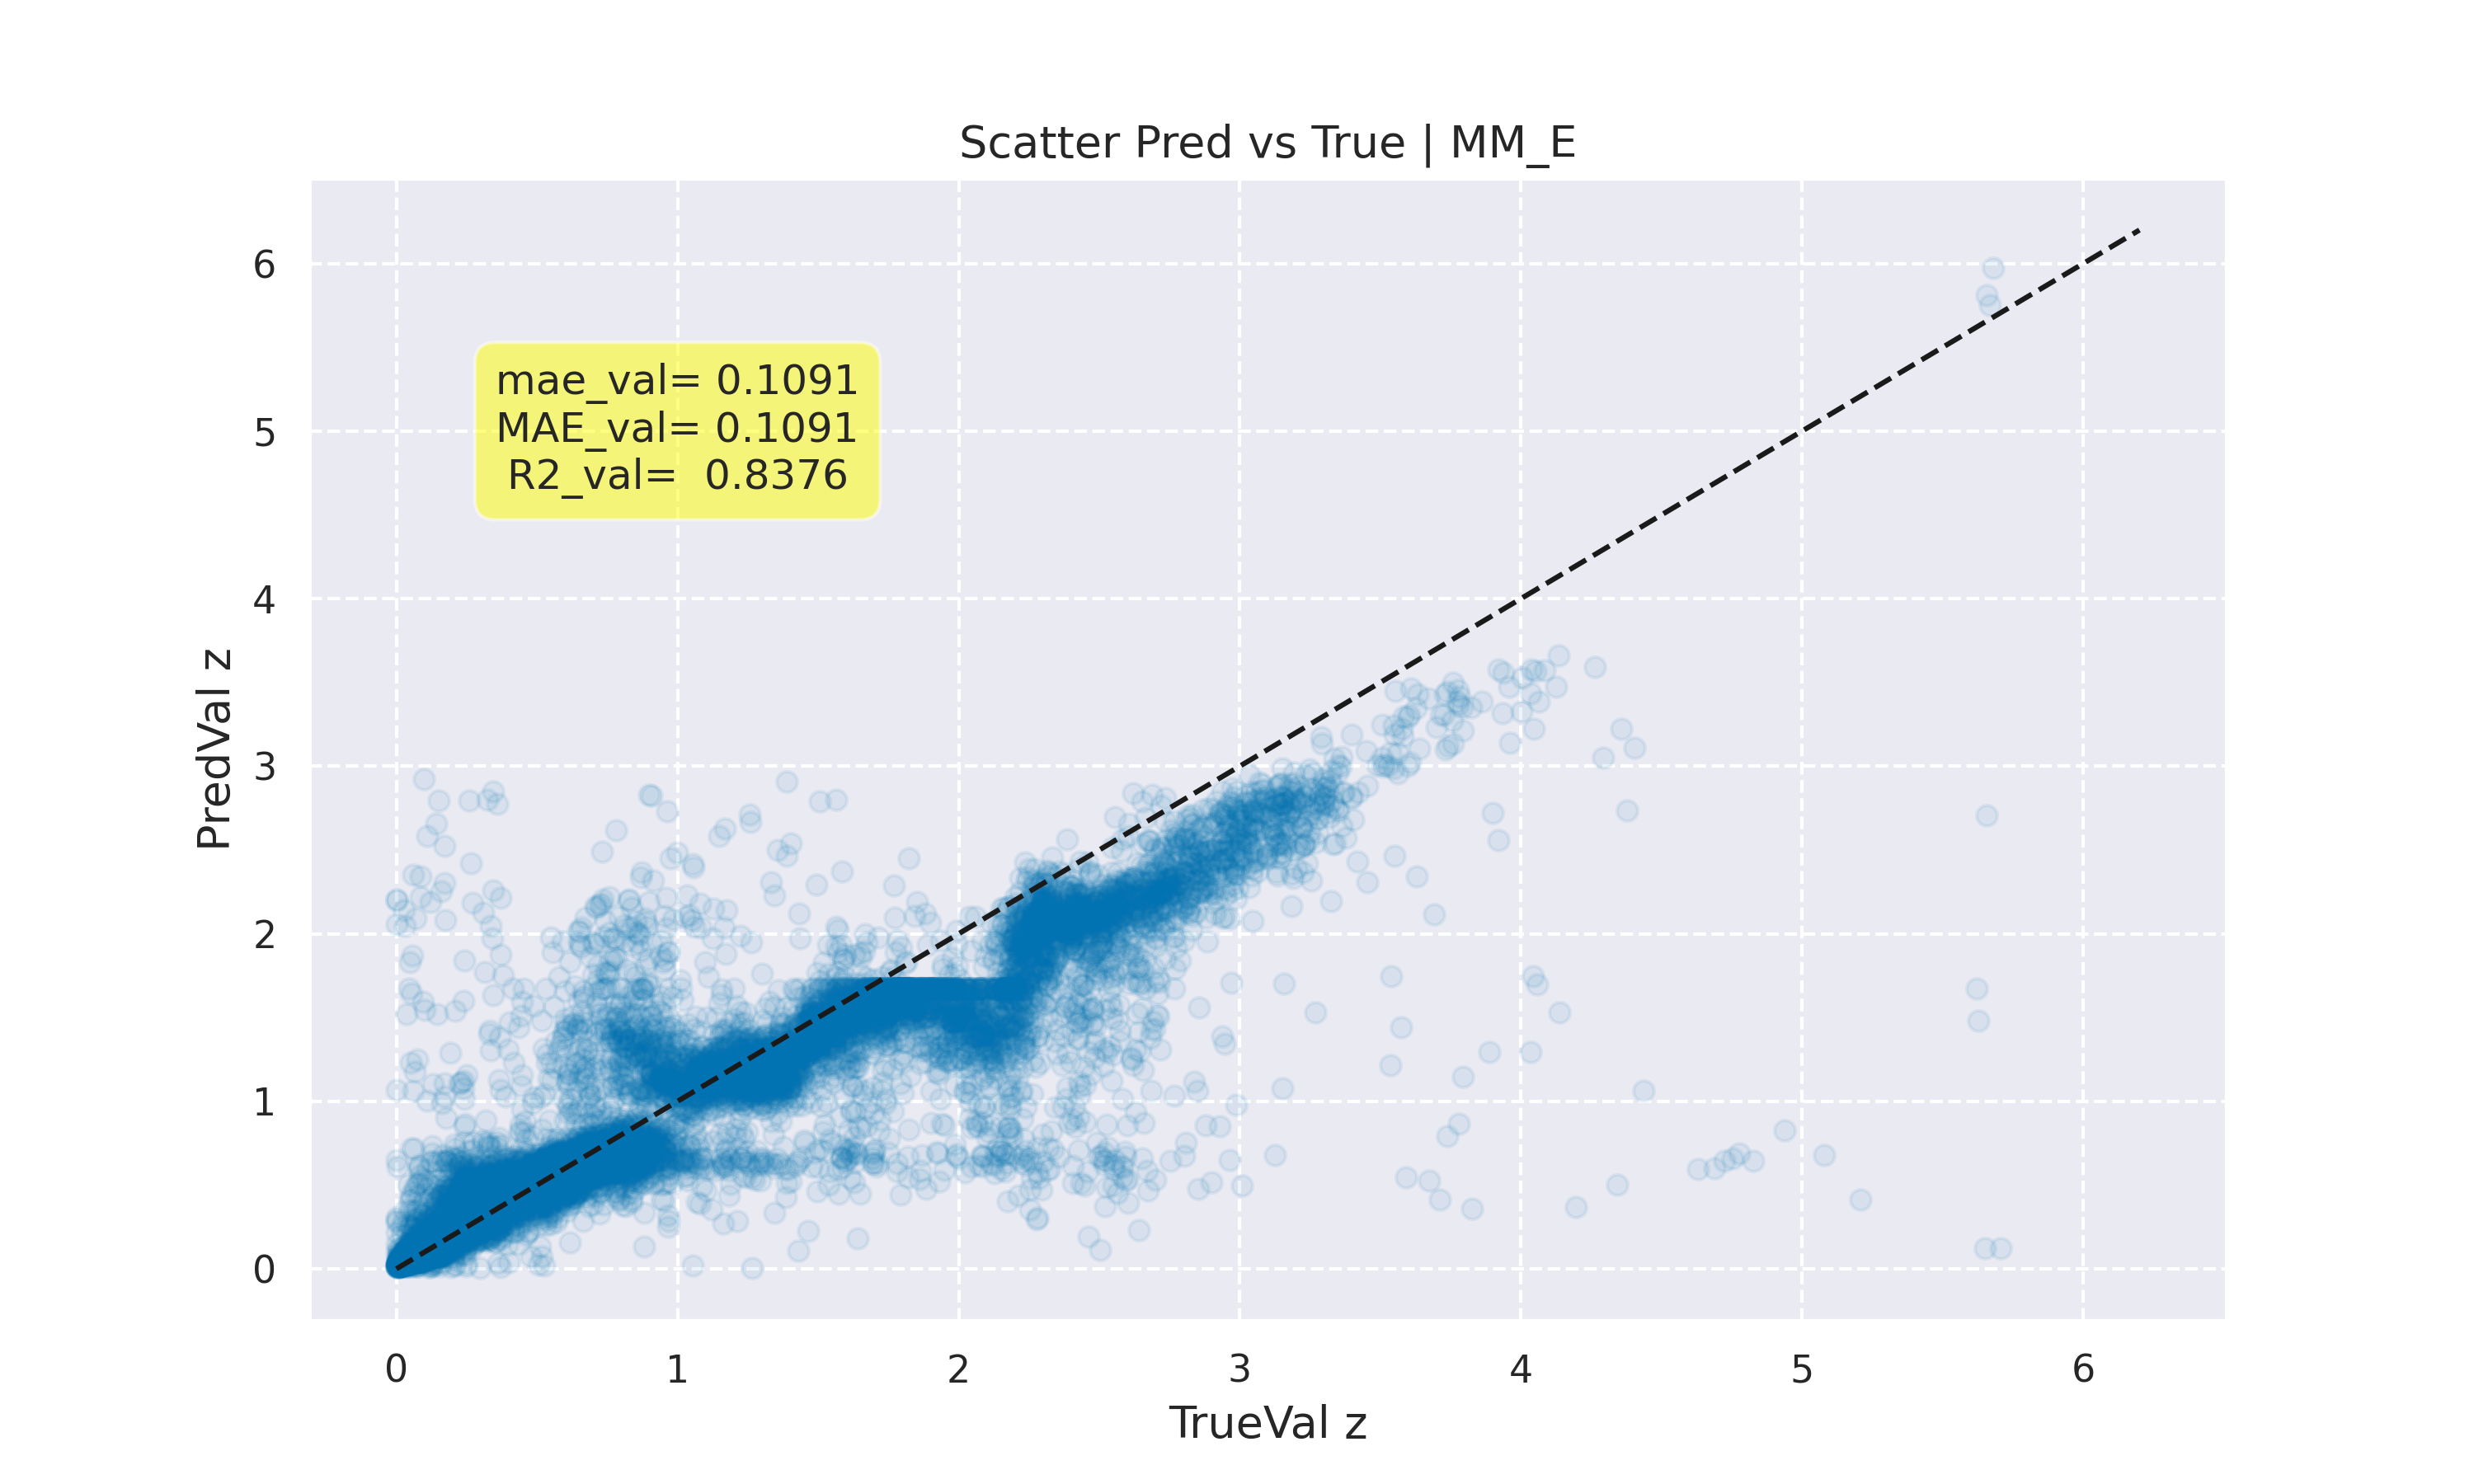 Scatter Pred vs True | MM_E
mae_val= 0.1091
MAE_val= 0.1091
R2_val=  0.8376
PredVal z
6
5
4
3
2
1
0
0 1 2 3 4 5 6
TrueVal z